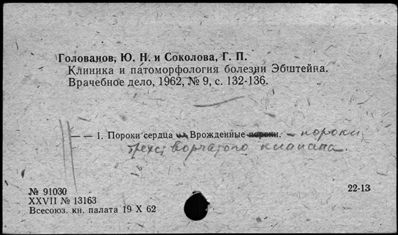 Голованов, Ю. Н. и Соколова, Г. П.
Клиника и патоморфология болезни Эбштейна.
Врачебное дело, 1962, № 9, с. 132-136.
— 1. Пороки сердца Врожденные пороки. — пороки
трехстворчатого клапана.
№ 91030
XXVII № 13163
Всесоюз. кн. палата 19 X 62
22-13